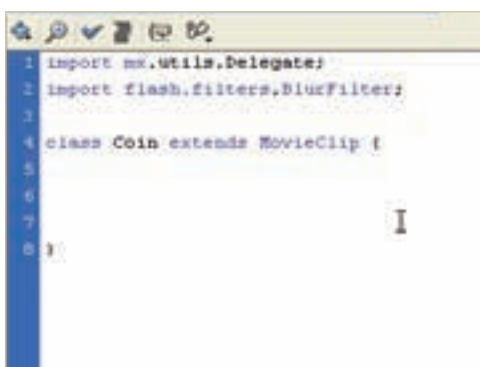 1 import mx.utils.Delegate;
2 import flash.filters.BlurFilter;
3
4 class Coin extends MovieClip {
5
6
7
8 }